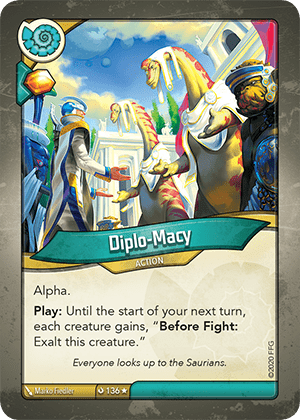 Diplo-Macy
ACTION
Alpha.
Play: Until the start of your next turn,
each creature gains, “Before Fight:
Exalt this creature.”
Everyone looks up to the Saurians.
Malko Fiedler
136★
©2020 FFG